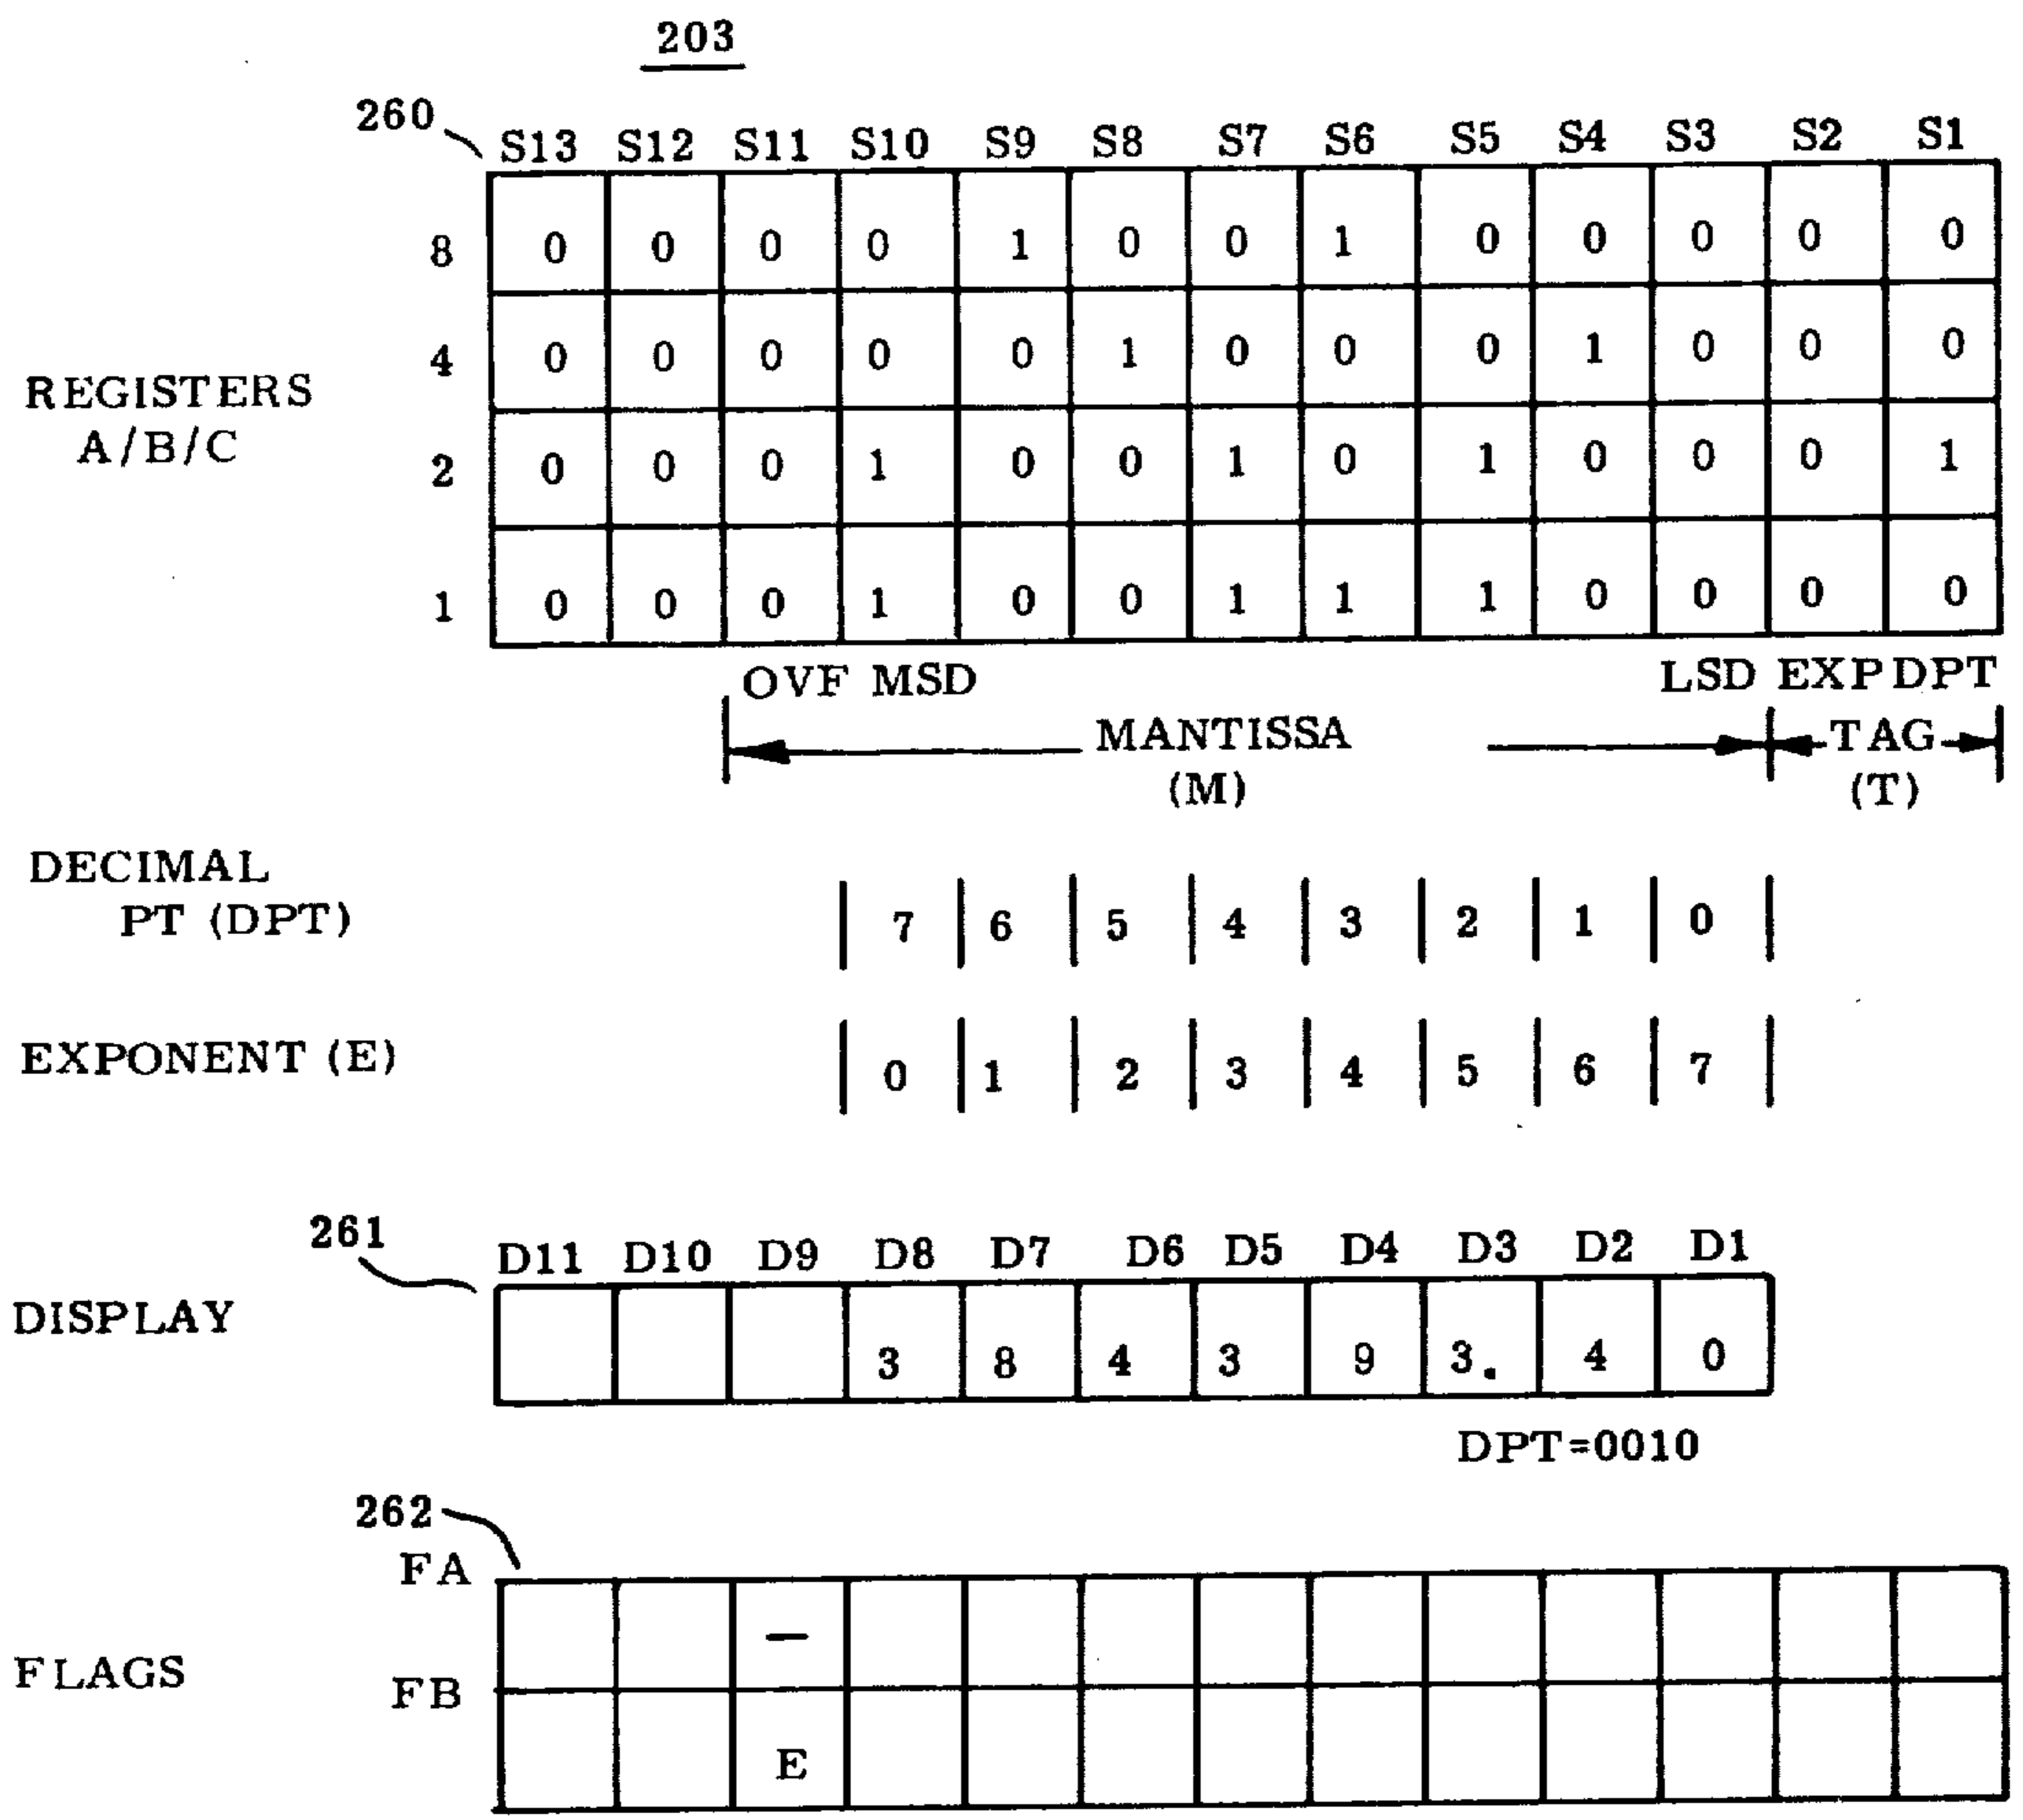 203
260
S13 S12 S11 S10 S9 S8 S7 S6 S5 S4 S3 S2 S1
8 0 0 0 0 1 0 0 1 0 0 0 0 0
4 0 0 0 0 0 1 0 0 0 1 0 0 0
REGISTERS
A/B/C
2 0 0 0 1 0 0 1 0 1 0 0 0 1
1 0 0 0 1 0 0 1 1 1 0 0 0 0
OVF MSD LSD EXP DPT
MANTISSA TAG
(M) (T)
DECIMAL
PT (DPT) 7 6 5 4 3 2 1 0
EXPONENT (E) 0 1 2 3 4 5 6 7
261
D11 D10 D9 D8 D7 D6 D5 D4 D3 D2 D1
DISPLAY 3 8 4 3 9 3. 4 0
DPT=0010
262
FA
–
FLAGS
FB
E